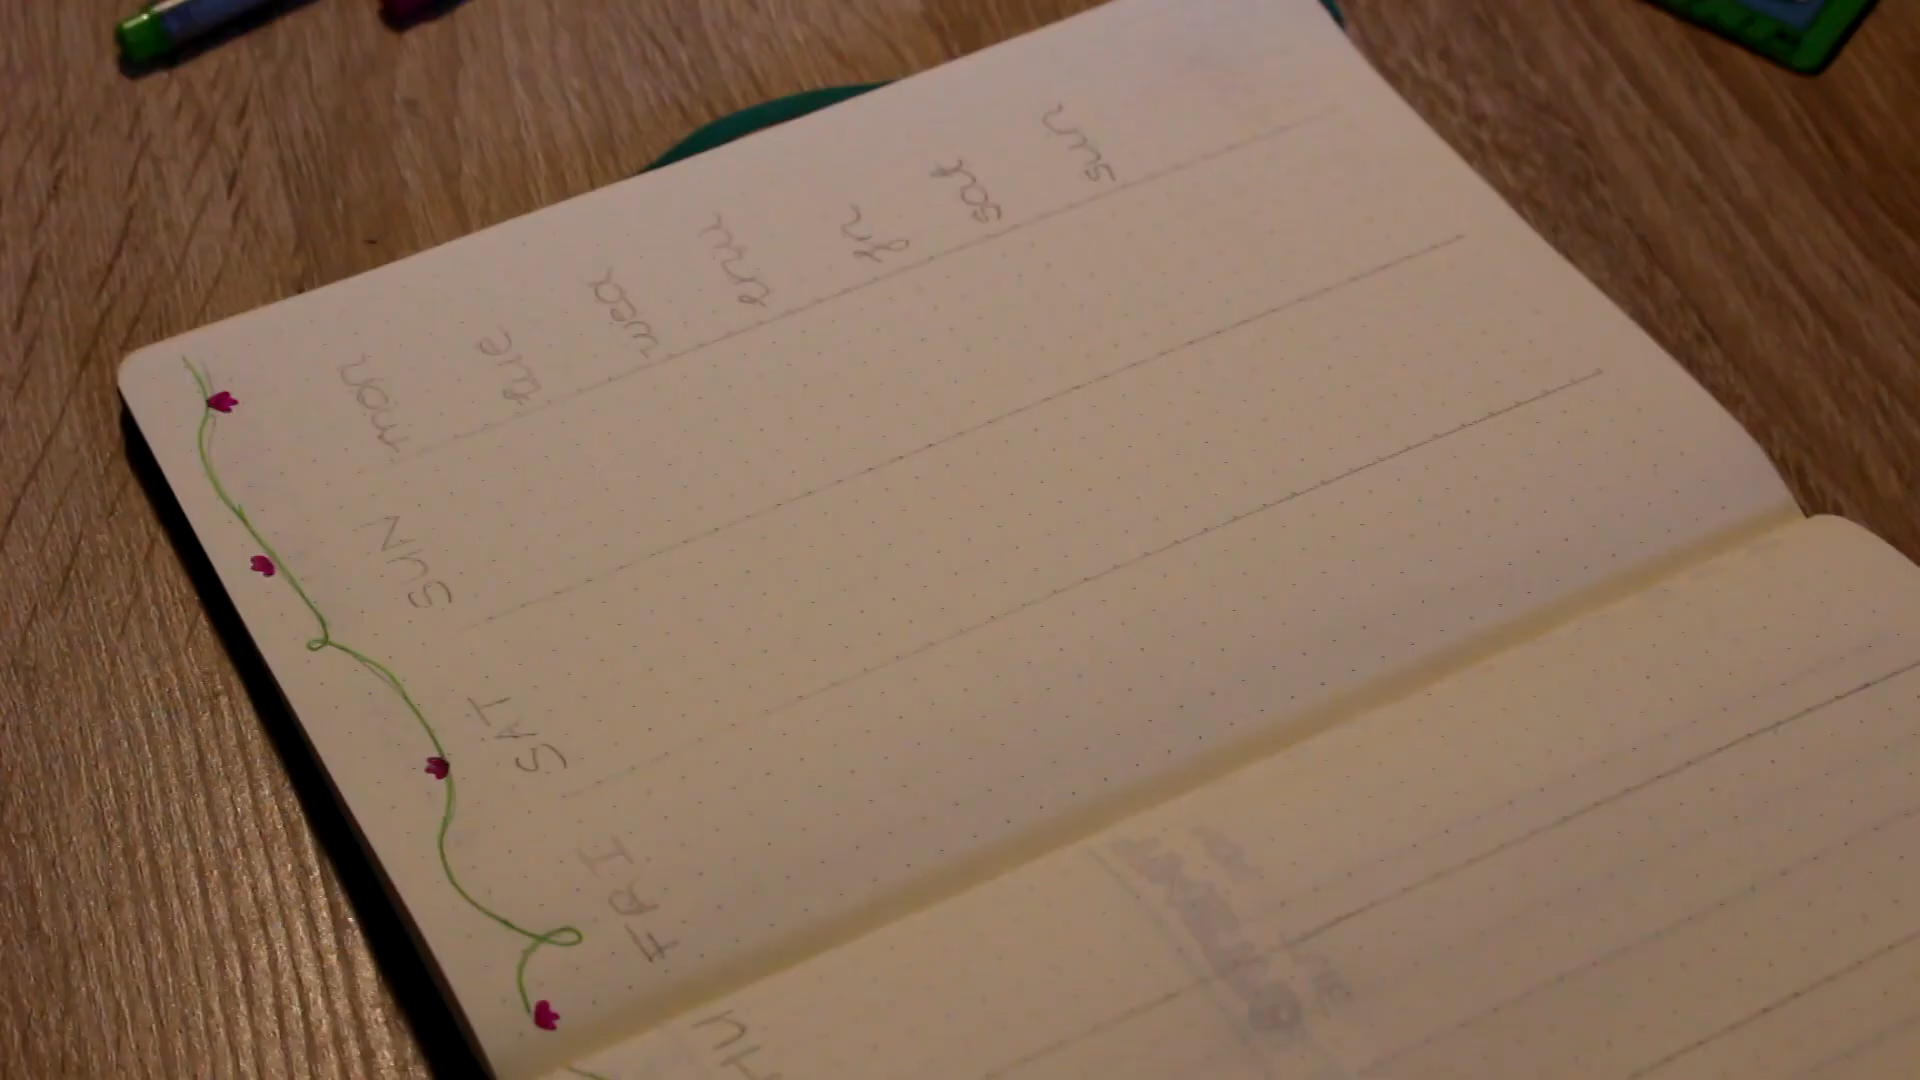 FRI SAT SUN
mon
tue
wed
thu
fri
sat
sun